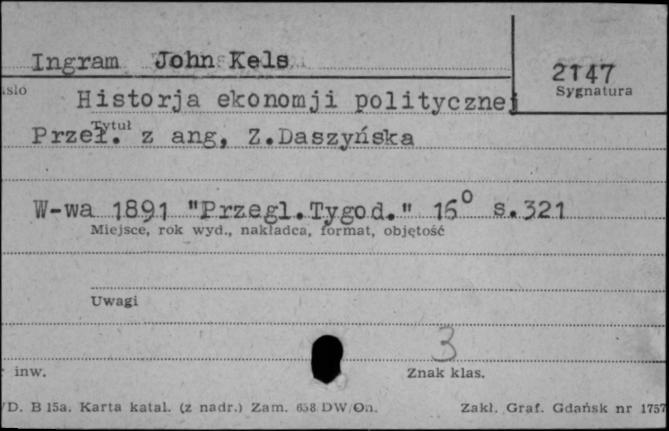 Ingram John Kels
2147
Sygnatura
Historja ekonomji politycznej
Tytuł
Przeł. z ang, Z.Daszyńska
W-wa 1891 "Przegl.Tygod." 16° s.321
Miejsce, rok wyd., nakładca, format, objętość
Uwagi
3
inw.
Znak klas.
/D. B 15a. Karta katal. (z nadr.) Zam. 658 DW/On. Zakł. Graf. Gdańsk nr 1757